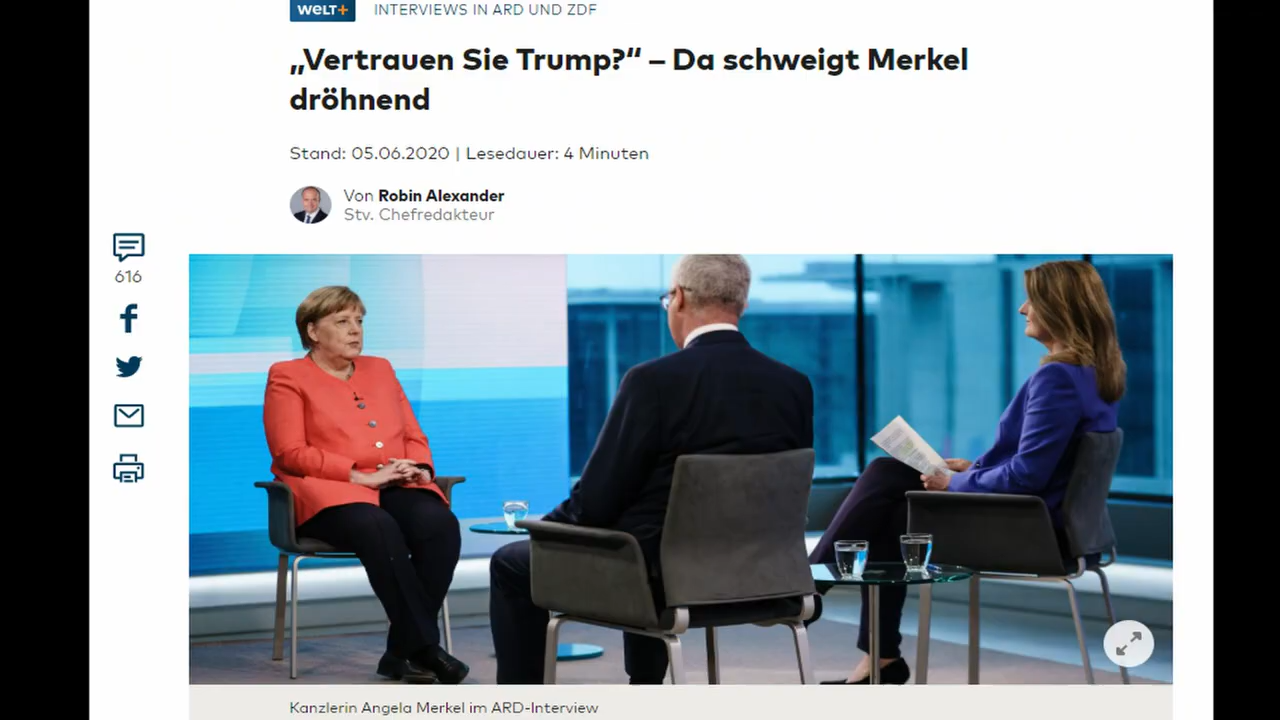 WELT+ INTERVIEWS IN ARD UND ZDF
„Vertrauen Sie Trump?“ – Da schweigt Merkel
dröhnend
Stand: 05.06.2020 | Lesedauer: 4 Minuten
Von Robin Alexander
Stv. Chefredakteur
616
Kanzlerin Angela Merkel im ARD-Interview